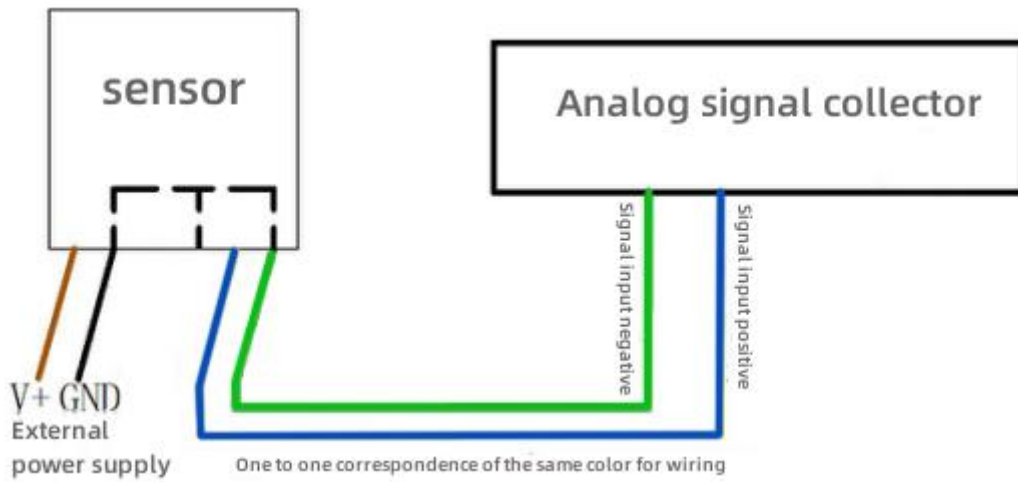 sensor
Analog signal collector
Signal input negative
Signal input positive
V+ GND
External
power supply
One to one correspondence of the same color for wiring